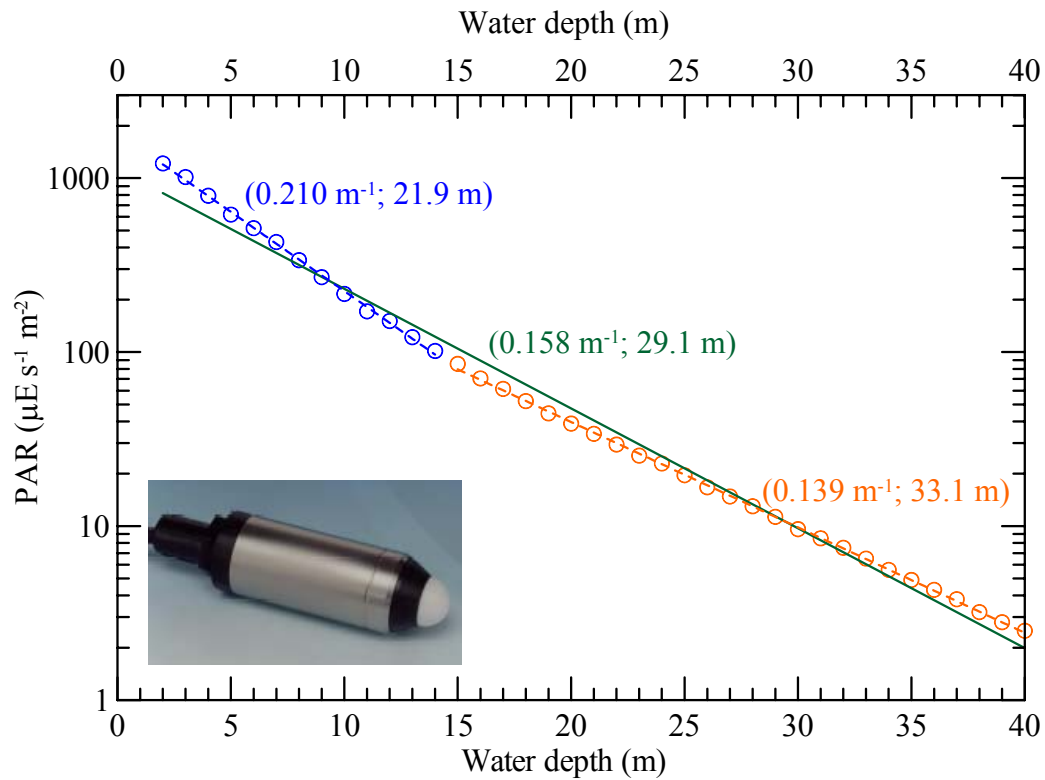 Water depth (m)
0 5 10 15 20 25 30 35 40
1000
(0.210 m⁻¹; 21.9 m)
PAR (µE s⁻¹ m⁻²)
100
(0.158 m⁻¹; 29.1 m)
(0.139 m⁻¹; 33.1 m)
10
1
0 5 10 15 20 25 30 35 40
Water depth (m)